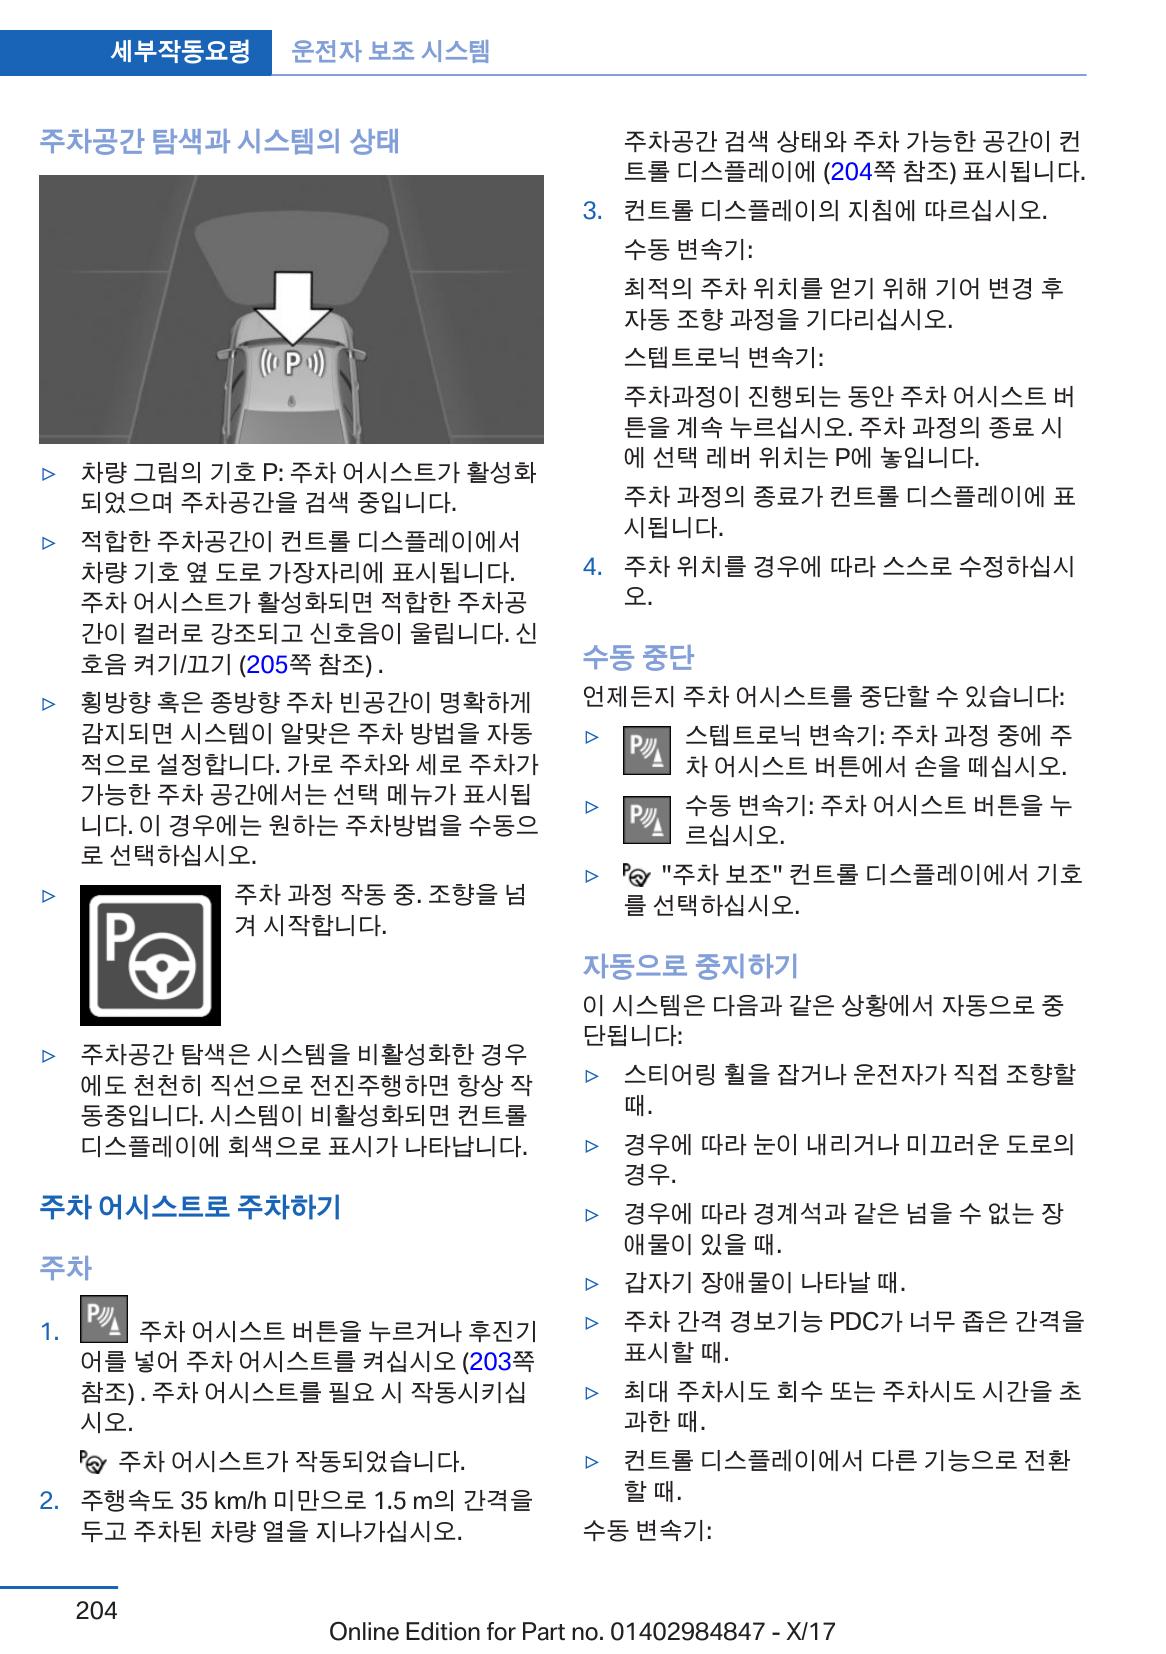 세부작동요령 운전자 보조 시스템
주차공간 탐색과 시스템의 상태
P
▷ 차량 그림의 기호 P: 주차 어시스트가 활성화
되었으며 주차공간을 검색 중입니다.
▷ 적합한 주차공간이 컨트롤 디스플레이에서
차량 기호 옆 도로 가장자리에 표시됩니다.
주차 어시스트가 활성화되면 적합한 주차공
간이 컬러로 강조되고 신호음이 울립니다. 신
호음 켜기/끄기 (205쪽 참조) .
▷ 횡방향 혹은 종방향 주차 빈공간이 명확하게
감지되면 시스템이 알맞은 주차 방법을 자동
적으로 설정합니다. 가로 주차와 세로 주차가
가능한 주차 공간에서는 선택 메뉴가 표시됩
니다. 이 경우에는 원하는 주차방법을 수동으
로 선택하십시오.
▷ P 주차 과정 작동 중. 조향을 넘
겨 시작합니다.
▷ 주차공간 탐색은 시스템을 비활성화한 경우
에도 천천히 직선으로 전진주행하면 항상 작
동중입니다. 시스템이 비활성화되면 컨트롤
디스플레이에 회색으로 표시가 나타납니다.
주차 어시스트로 주차하기
주차
1. P 주차 어시스트 버튼을 누르거나 후진기
어를 넣어 주차 어시스트를 켜십시오 (203쪽
참조) . 주차 어시스트를 필요 시 작동시키십
시오.
P 주차 어시스트가 작동되었습니다.
2. 주행속도 35 km/h 미만으로 1.5 m의 간격을
두고 주차된 차량 열을 지나가십시오.
주차공간 검색 상태와 주차 가능한 공간이 컨
트롤 디스플레이에 (204쪽 참조) 표시됩니다.
3. 컨트롤 디스플레이의 지침에 따르십시오.
수동 변속기:
최적의 주차 위치를 얻기 위해 기어 변경 후
자동 조향 과정을 기다리십시오.
스텝트로닉 변속기:
주차과정이 진행되는 동안 주차 어시스트 버
튼을 계속 누르십시오. 주차 과정의 종료 시
에 선택 레버 위치는 P에 놓입니다.
주차 과정의 종료가 컨트롤 디스플레이에 표
시됩니다.
4. 주차 위치를 경우에 따라 스스로 수정하십시
오.
수동 중단
언제든지 주차 어시스트를 중단할 수 있습니다:
▷ P 스텝트로닉 변속기: 주차 과정 중에 주
차 어시스트 버튼에서 손을 떼십시오.
▷ P 수동 변속기: 주차 어시스트 버튼을 누
르십시오.
▷ P "주차 보조" 컨트롤 디스플레이에서 기호
를 선택하십시오.
자동으로 중지하기
이 시스템은 다음과 같은 상황에서 자동으로 중
단됩니다:
▷ 스티어링 휠을 잡거나 운전자가 직접 조향할
때.
▷ 경우에 따라 눈이 내리거나 미끄러운 도로의
경우.
▷ 경우에 따라 경계석과 같은 넘을 수 없는 장
애물이 있을 때.
▷ 갑자기 장애물이 나타날 때.
▷ 주차 간격 경보기능 PDC가 너무 좁은 간격을
표시할 때.
▷ 최대 주차시도 회수 또는 주차시도 시간을 초
과한 때.
▷ 컨트롤 디스플레이에서 다른 기능으로 전환
할 때.
수동 변속기:
204
Online Edition for Part no. 01402984847 - X/17